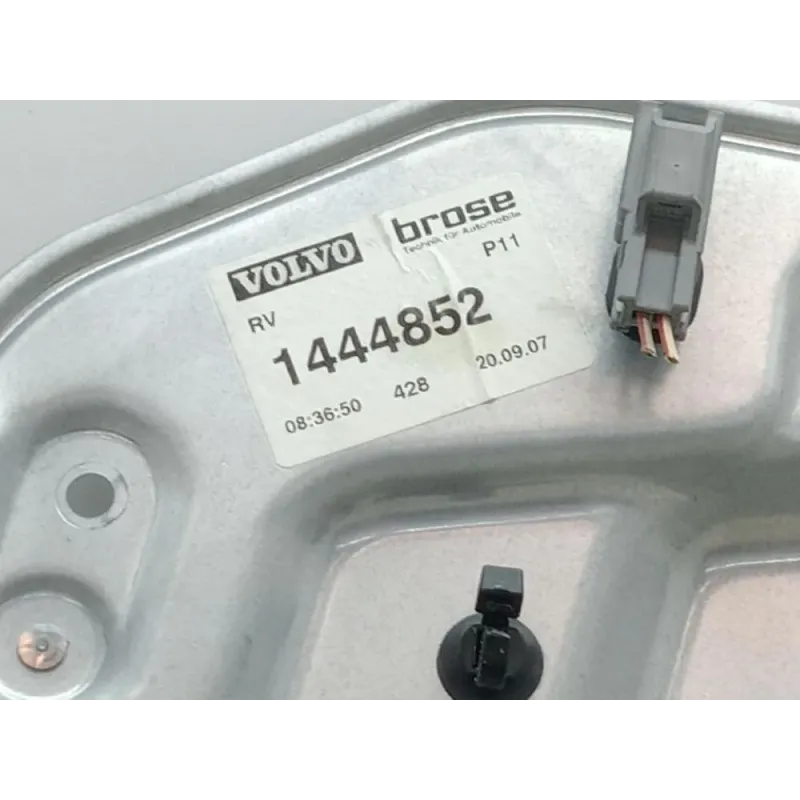 VOLVO brose
Technik für Automobile
RV P11
1444852
08:36:50 428 20.09.07